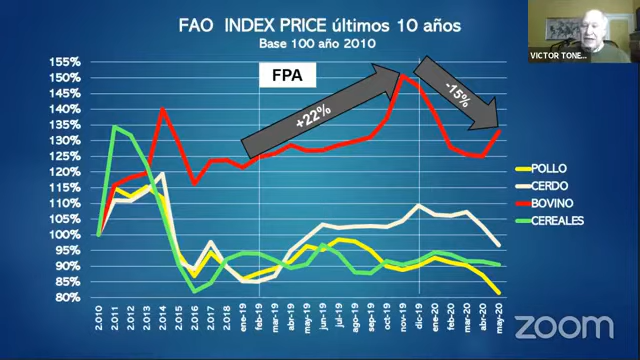 FAO INDEX PRICE últimos 10 años
Base 100 año 2010
VICTOR TONE...
FPA
155%
150%
145%
140%
135%
130%
125%
120%
115%
110%
105%
100%
95%
90%
85%
80%
+22%
-15%
POLLO
CERDO
BOVINO
CEREALES
2.010
2.011
2.012
2.013
2.014
2.015
2.016
2.017
2.018
ene-19
feb-19
mar-19
abr-19
may-19
jun-19
jul-19
ago-19
sep-19
oct-19
nov-19
dic-19
ene-20
feb-20
mar-20
abr-20
may-20
zoom